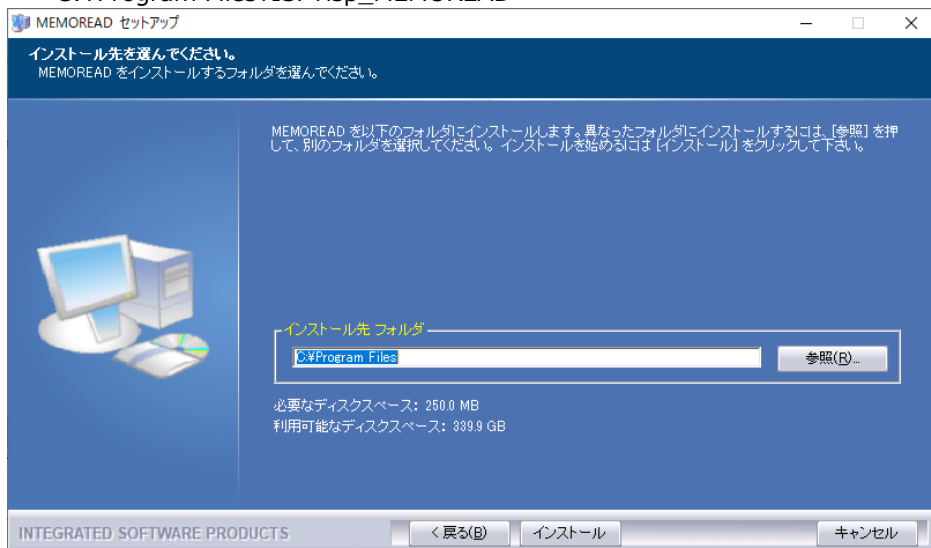 MEMOREAD セットアップ
インストール先を選んでください。
MEMOREAD をインストールするフォルダを選んでください。
MEMOREAD を以下のフォルダにインストールします。異なったフォルダにインストールするには、[参照] を押
して、別のフォルダを選択してください。 インストールを始めるには [インストール] をクリックして下さい。
インストール先 フォルダ
C:¥Program Files
参照(R)...
必要なディスクスペース: 250.0 MB
利用可能なディスクスペース: 339.9 GB
INTEGRATED SOFTWARE PRODUCTS
< 戻る(B)
インストール
キャンセル